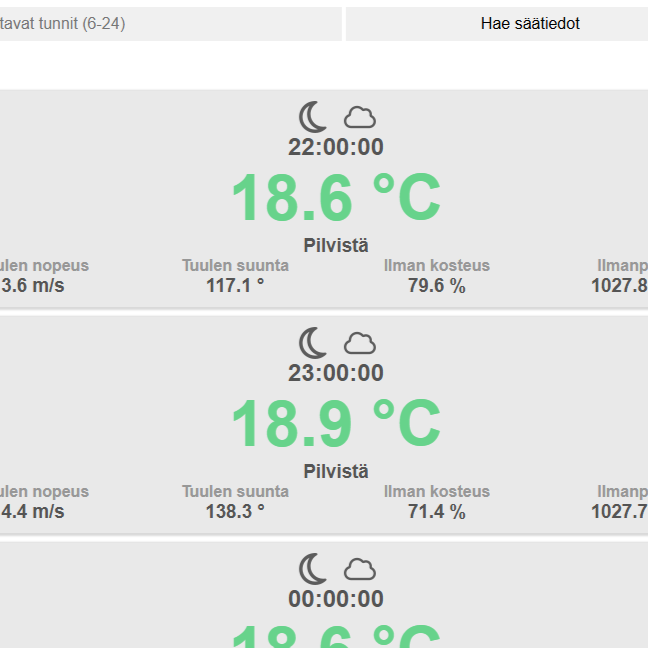 tavat tunnit (6-24) Hae säätiedot
22:00:00
18.6 °C
Pilvistä
ulen nopeus Tuulen suunta Ilman kosteus Ilmanp
3.6 m/s 117.1 ° 79.6 % 1027.8
23:00:00
18.9 °C
Pilvistä
ulen nopeus Tuulen suunta Ilman kosteus Ilmanp
4.4 m/s 138.3 ° 71.4 % 1027.7
00:00:00
18.6 °C